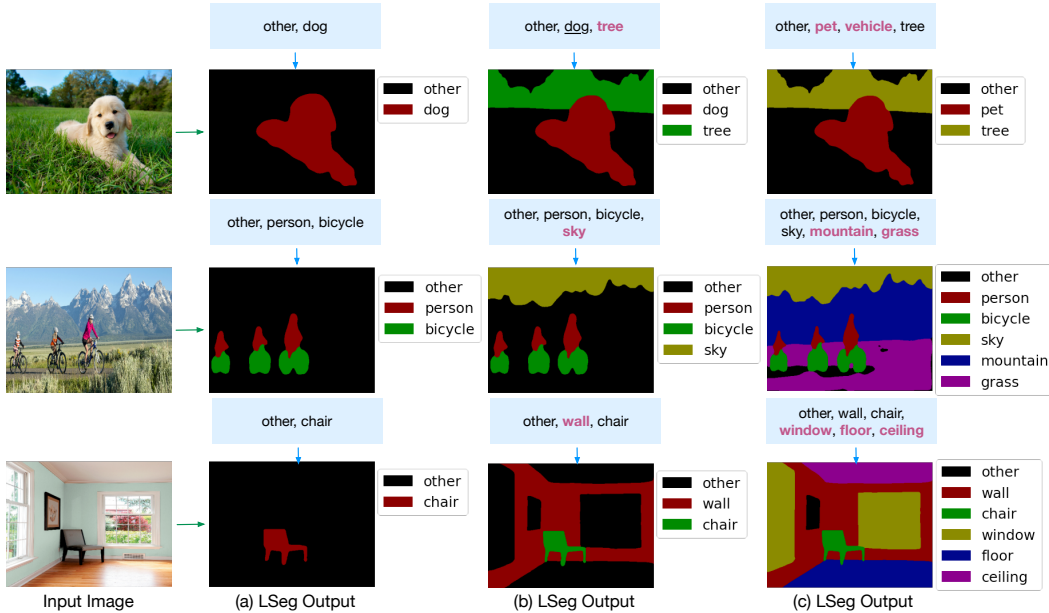 other, dog
other, dog, tree
other, pet, vehicle, tree
other
dog
other
dog
tree
other
pet
tree
other, person, bicycle
other, person, bicycle,
sky
other, person, bicycle,
sky, mountain, grass
other
person
bicycle
other
person
bicycle
sky
other
person
bicycle
sky
mountain
grass
other, chair
other, wall, chair
other, wall, chair,
window, floor, ceiling
other
chair
other
wall
chair
other
wall
chair
window
floor
ceiling
Input Image
(a) LSeg Output
(b) LSeg Output
(c) LSeg Output